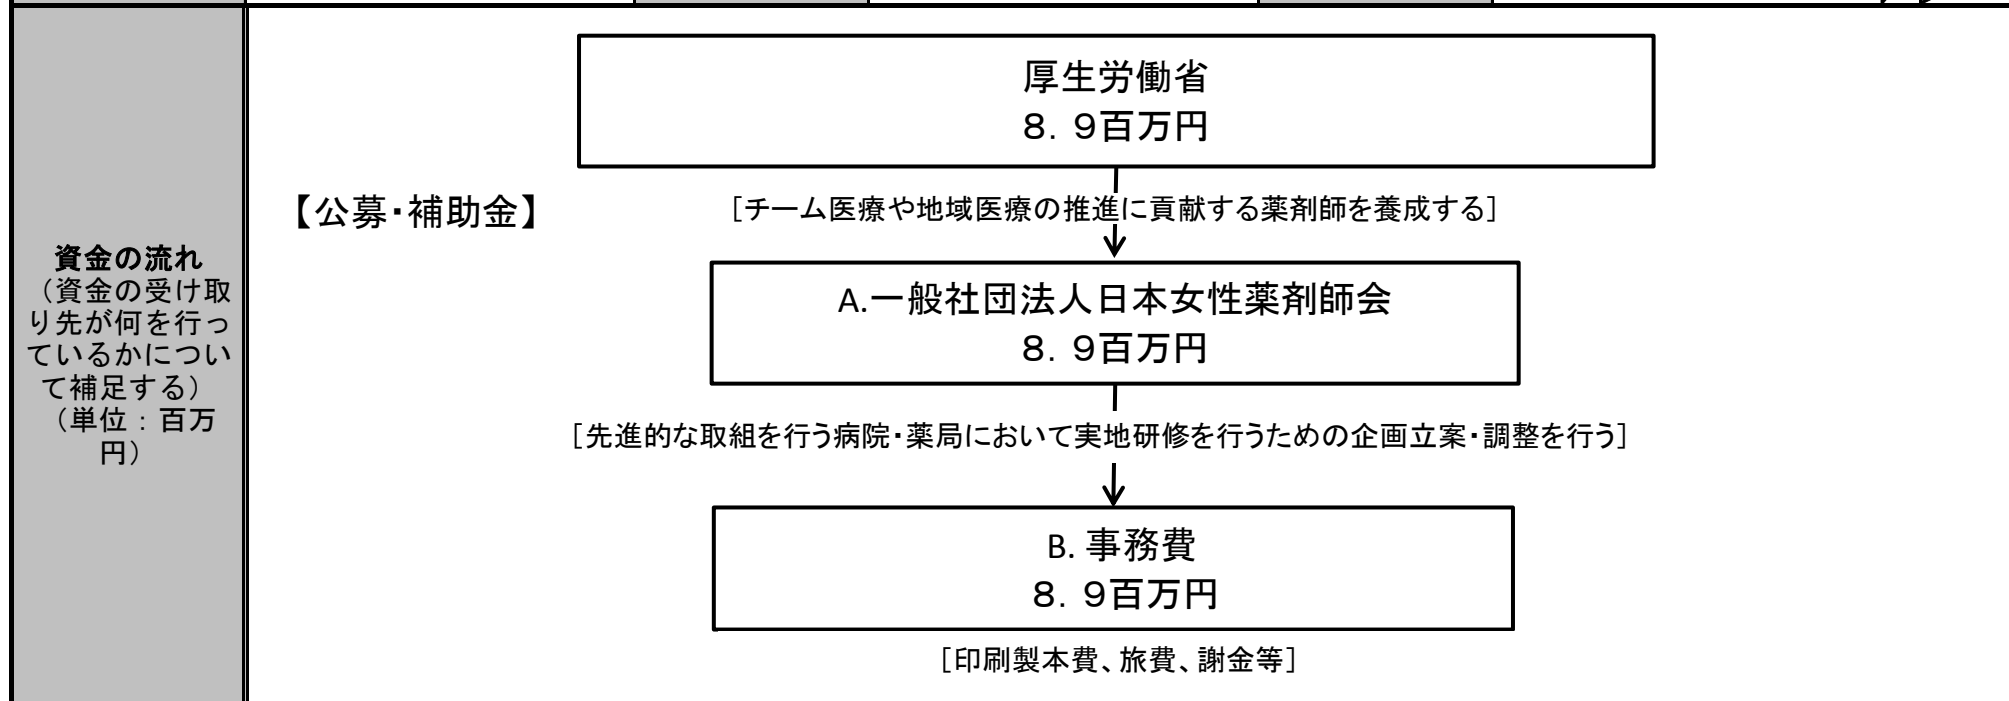 資金の流れ
（資金の受け取
り先が何を行っ
ているかについ
て補足する）
（単位：百万
円）
厚生労働省
８．９百万円
【公募・補助金】
［チーム医療や地域医療の推進に貢献する薬剤師を養成する］
A.一般社団法人日本女性薬剤師会
８．９百万円
［先進的な取組を行う病院・薬局において実地研修を行うための企画立案・調整を行う］
B. 事務費
８．９百万円
［印刷製本費、旅費、謝金等］